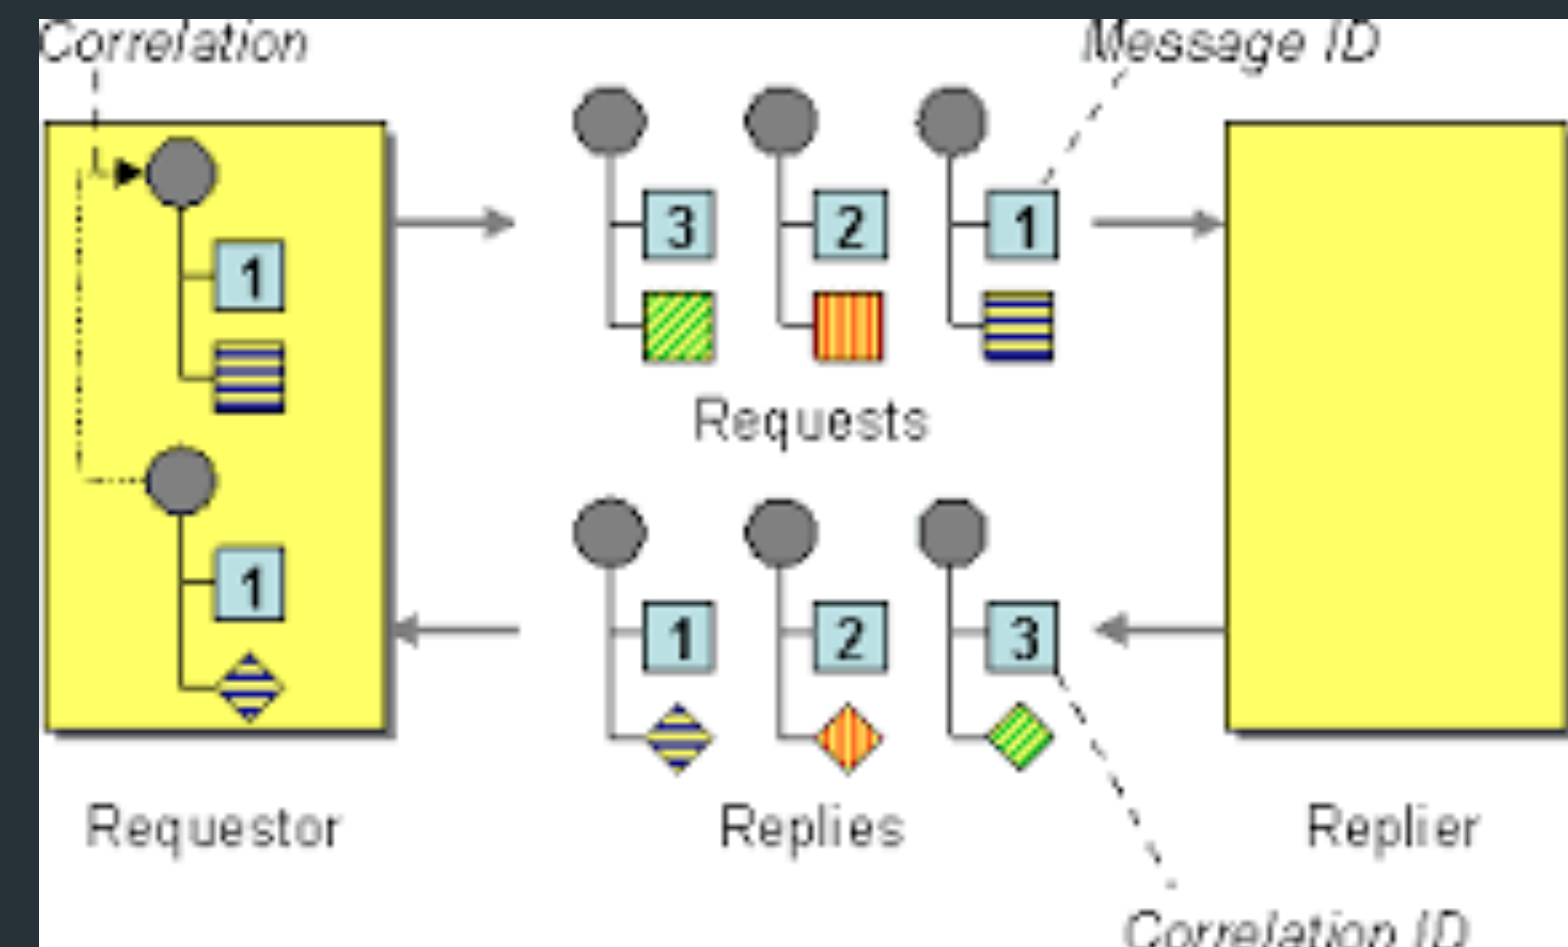 Correlation
Message ID
1
3
2
1
Requests
1
1
2
3
Requestor
Replies
Replier
Correlation ID